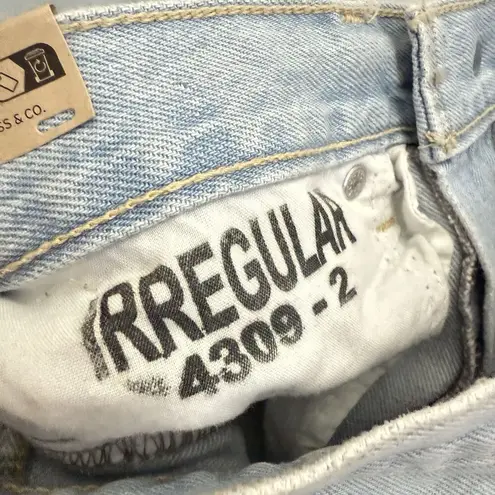 SS & CO.
IRREGULAR
4309-2